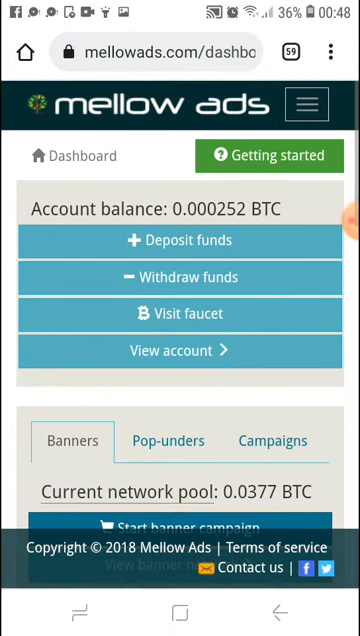 36% 00:48
mellowads.com/dashbo 59
mellow ads
Dashboard Getting started
Account balance: 0.000252 BTC
Deposit funds
Withdraw funds
Visit faucet
View account
Banners Pop-unders Campaigns
Current network pool: 0.0377 BTC
Start banner campaign
Copyright © 2018 Mellow Ads | Terms of service
Contact us |